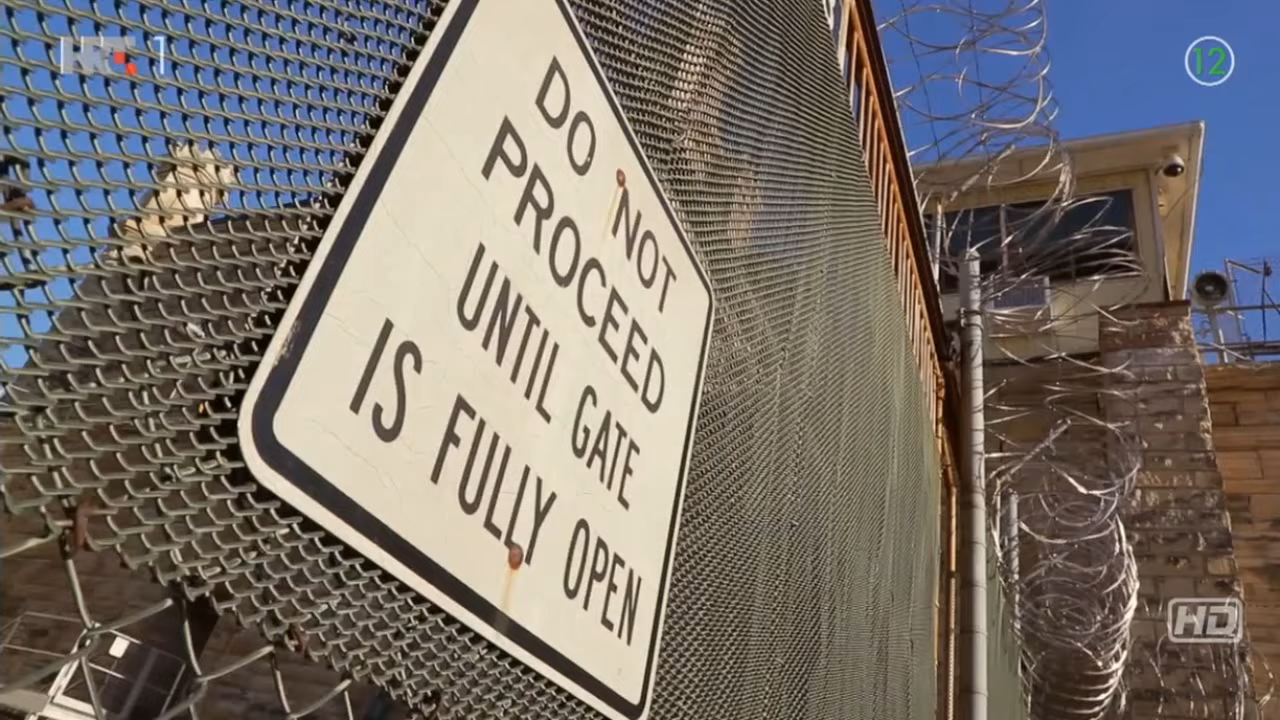 HRT 1
12
DO NOT
PROCEED
UNTIL GATE
IS FULLY OPEN
HD